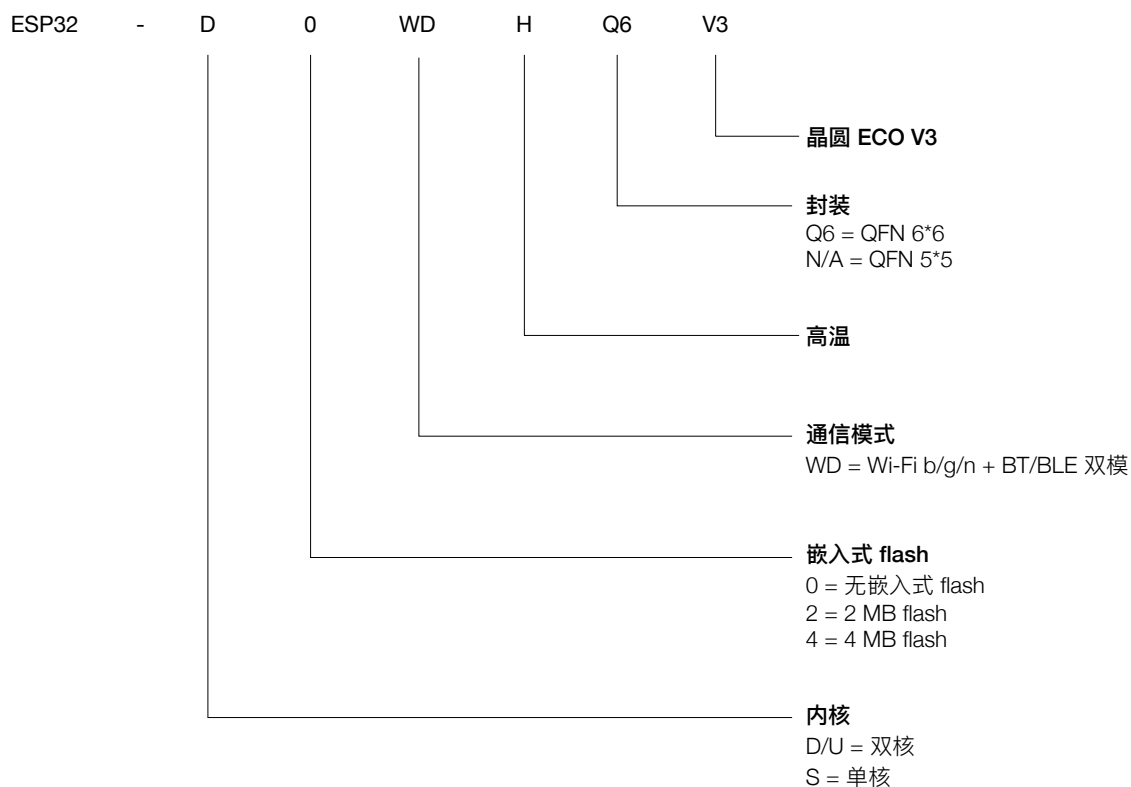 ESP32 - D 0 WD H Q6 V3
晶圆 ECO V3
封装
Q6 = QFN 6*6
N/A = QFN 5*5
高温
通信模式
WD = Wi-Fi b/g/n + BT/BLE 双模
嵌入式 flash
0 = 无嵌入式 flash
2 = 2 MB flash
4 = 4 MB flash
内核
D/U = 双核
S = 单核